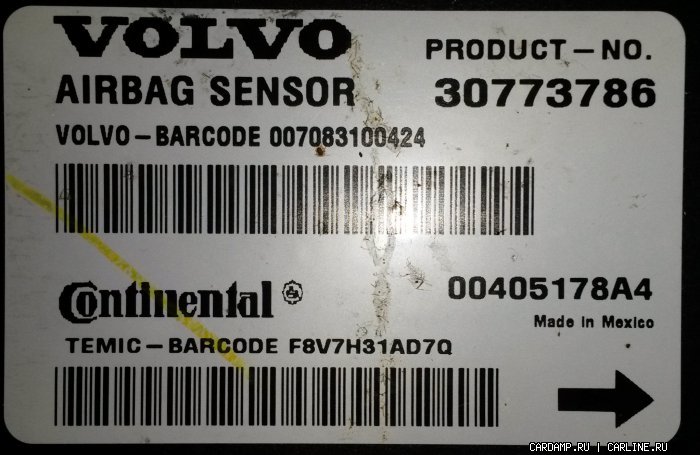 VOLVO
PRODUCT-NO.
AIRBAG SENSOR 30773786
VOLVO-BARCODE 007083100424
Continental 00405178A4
Made in Mexico
TEMIC-BARCODE F8V7H31AD7Q
CARDAMP.RU | CARLINE.RU